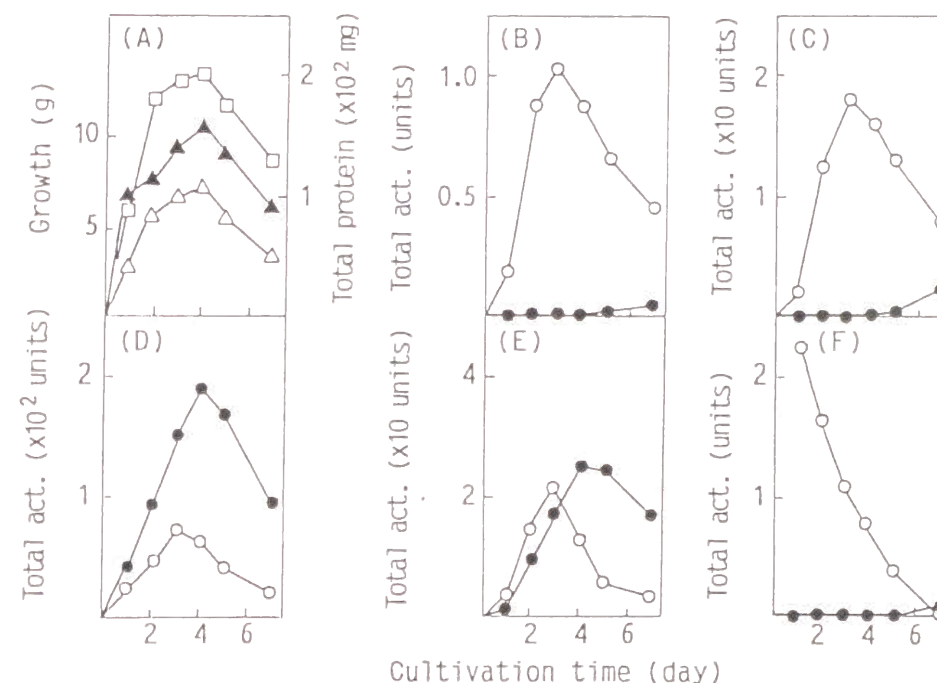 (A)
Growth (g)
10
5
2
1
Total protein (x10² mg)
(B)
Total act. (units)
1.0
0.5
(C)
Total act. (x10 units)
2
1
(D)
Total act. (x10² units)
2
1
2 4 6
(E)
Total act. (x10 units)
4
2
2 4 6
(F)
Total act. (units)
2
1
2 4 6
Cultivation time (day)